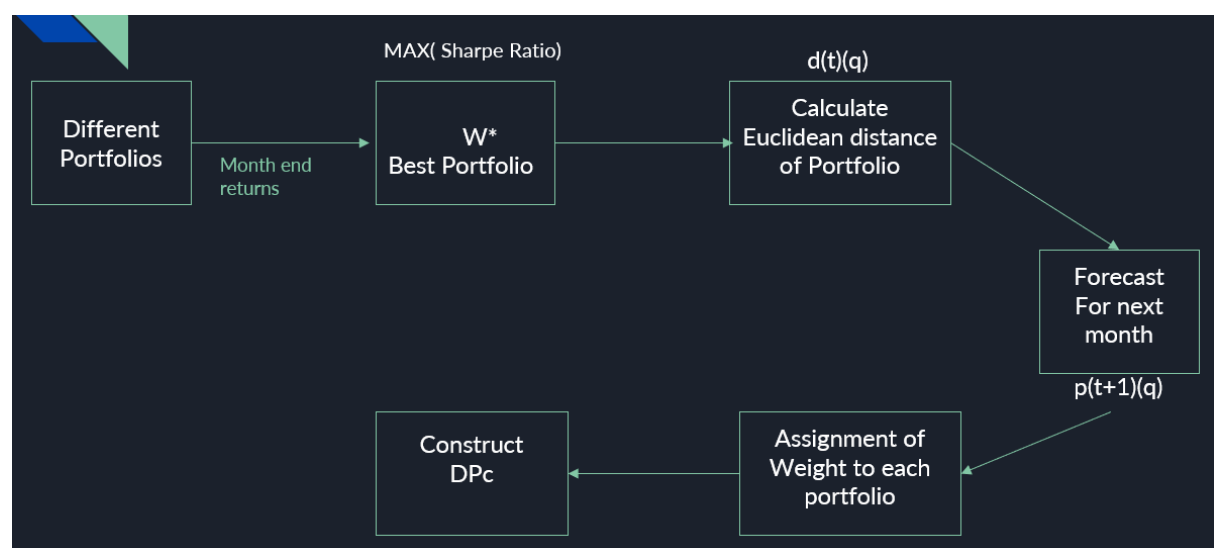 MAX( Sharpe Ratio)
d(t)(q)
Different
Portfolios
Month end
returns
W*
Best Portfolio
Calculate
Euclidean distance
of Portfolio
Forecast
For next
month
p(t+1)(q)
Assignment of
Weight to each
portfolio
Construct
DPc